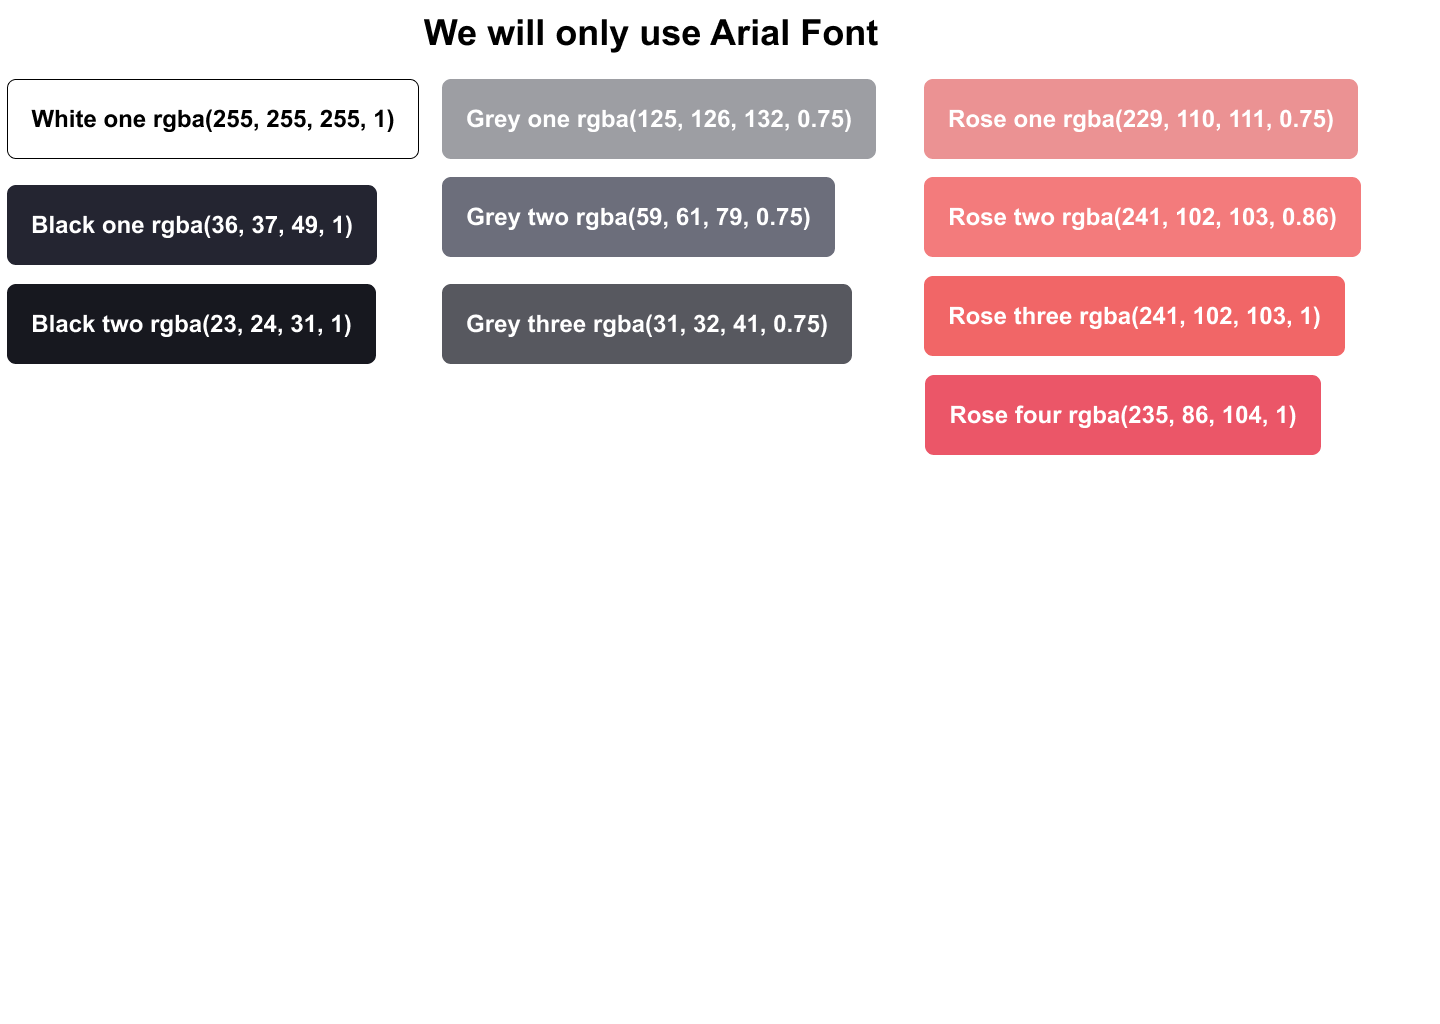 We will only use Arial Font
White one rgba(255, 255, 255, 1)
Black one rgba(36, 37, 49, 1)
Black two rgba(23, 24, 31, 1)
Grey one rgba(125, 126, 132, 0.75)
Grey two rgba(59, 61, 79, 0.75)
Grey three rgba(31, 32, 41, 0.75)
Rose one rgba(229, 110, 111, 0.75)
Rose two rgba(241, 102, 103, 0.86)
Rose three rgba(241, 102, 103, 1)
Rose four rgba(235, 86, 104, 1)